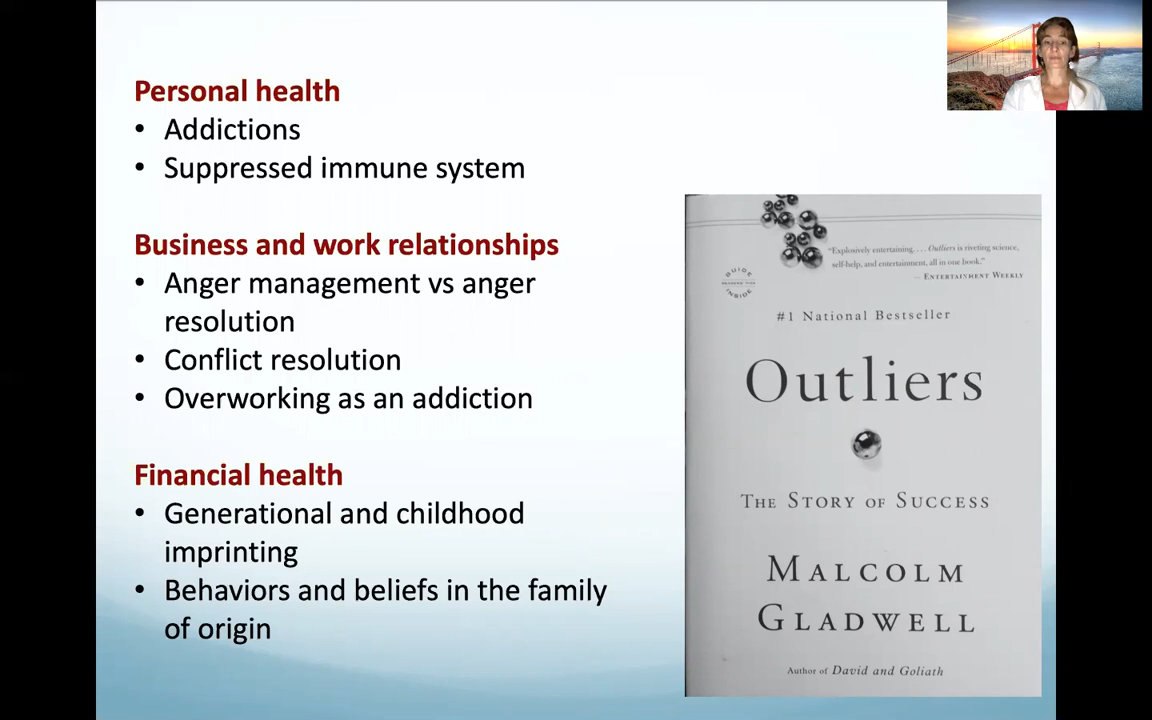 Personal health
• Addictions
• Suppressed immune system
Business and work relationships
• Anger management vs anger
resolution
• Conflict resolution
• Overworking as an addiction
Financial health
• Generational and childhood
imprinting
• Behaviors and beliefs in the family
of origin
“Explosively entertaining. . . . Outliers is riveting science,
self-help, and entertainment, all in one book.”
— Entertainment Weekly
GUIDE
INSIDE
#1 National Bestseller
Outliers
The Story of Success
Malcolm
Gladwell
Author of David and Goliath